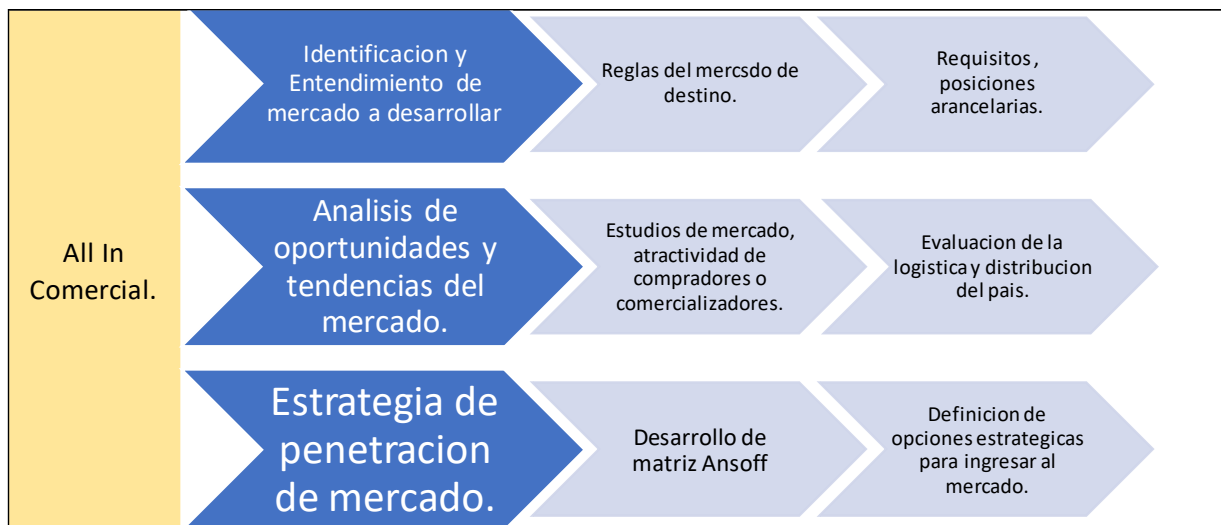 All In
Comercial.
Identificacion y
Entendimiento de
mercado a desarrollar
Reglas del mercsdo de
destino.
Requisitos ,
posiciones
arancelarias.
Analisis de
oportunidades y
tendencias del
mercado.
Estudios de mercado,
atractividad de
compradores o
comercializadores.
Evaluacion de la
logistica y distribucion
del pais.
Estrategia de
penetracion
de mercado.
Desarrollo de
matriz Ansoff
Definicion de
opciones estrategicas
para ingresar al
mercado.